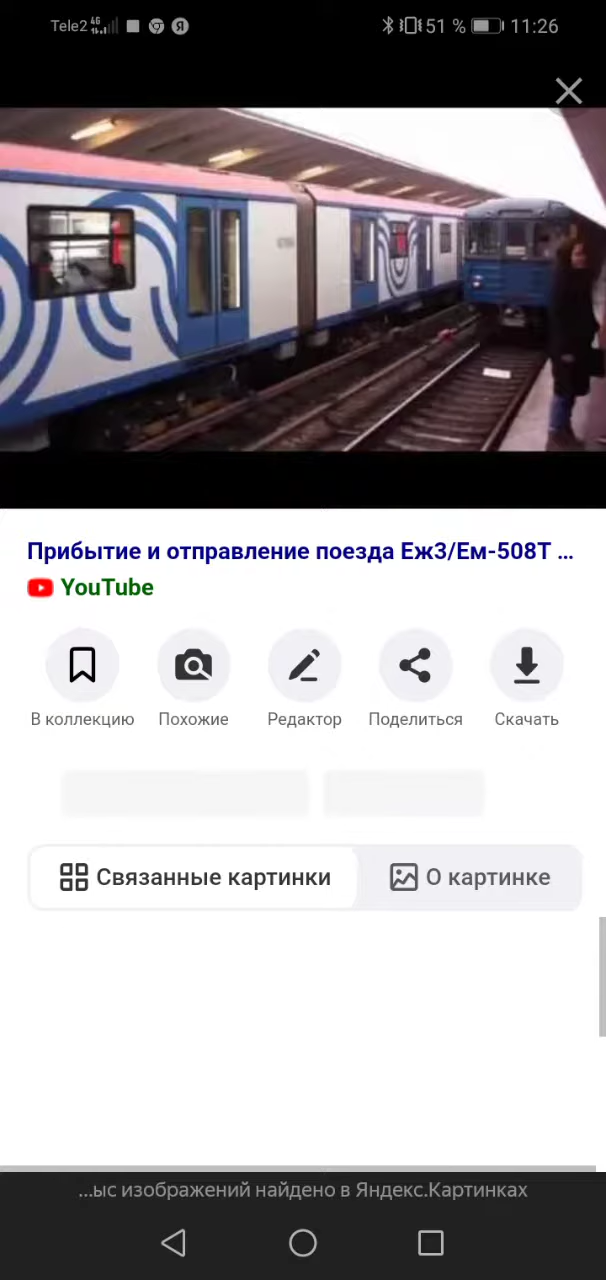 Tele2 4G 51 % 11:26
Прибытие и отправление поезда Еж3/Ем-508Т ...
YouTube
В коллекцию Похожие Редактор Поделиться Скачать
Связанные картинки О картинке
...ыс изображений найдено в Яндекс.Картинках